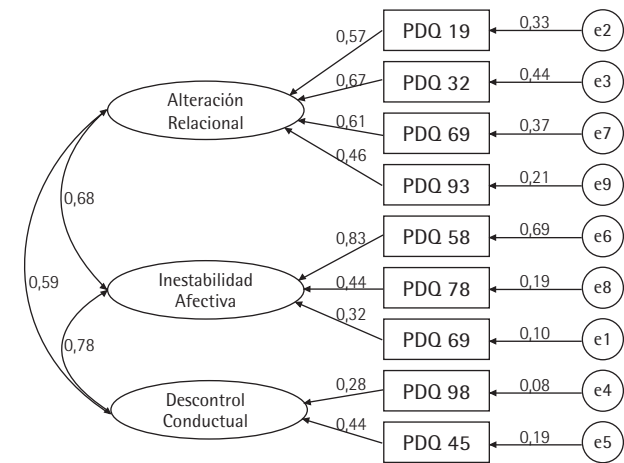 0,57
PDQ 19
0,33
e2
0,67
PDQ 32
0,44
e3
Alteración
Relacional
0,61
PDQ 69
0,37
e7
0,46
PDQ 93
0,21
e9
0,68
0,83
PDQ 58
0,69
e6
0,59
Inestabilidad
Afectiva
0,44
PDQ 78
0,19
e8
0,32
PDQ 69
0,10
e1
0,78
Descontrol
Conductual
0,28
PDQ 98
0,08
e4
0,44
PDQ 45
0,19
e5